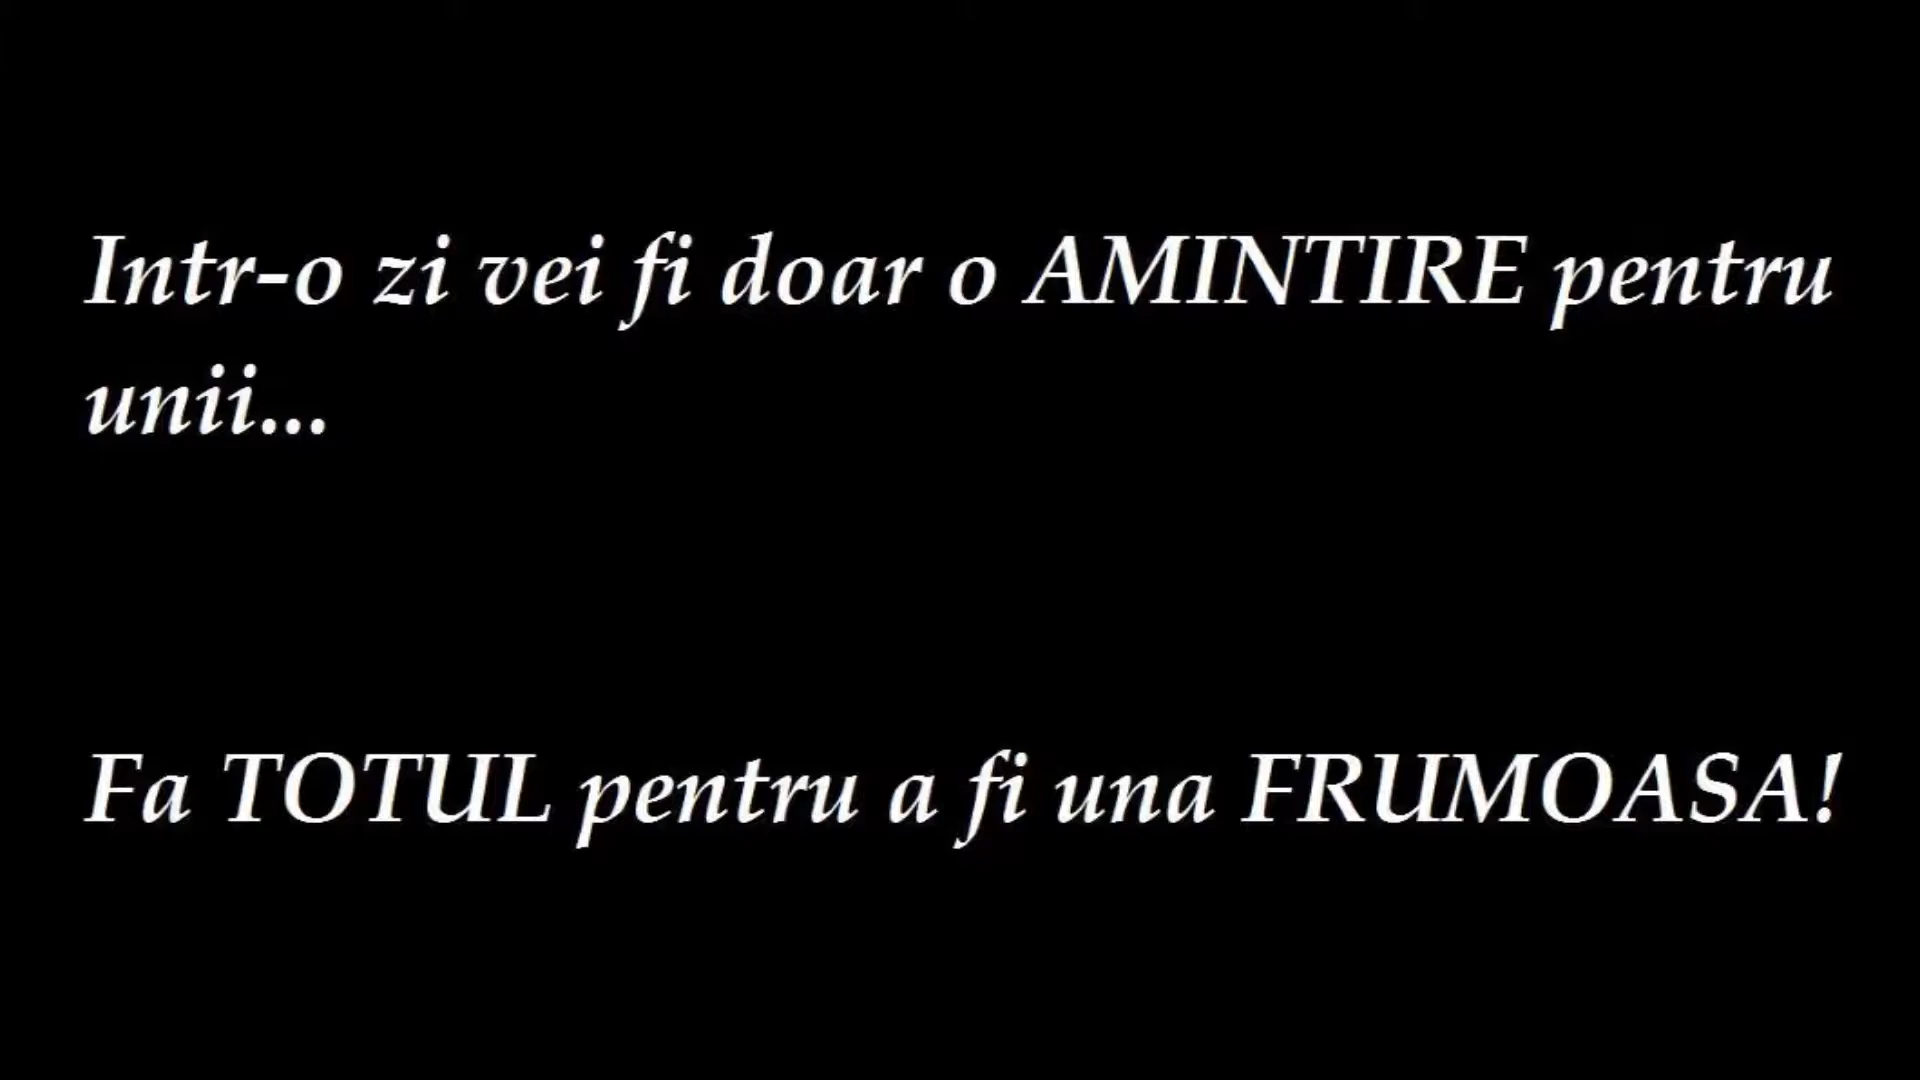 Intr-o zi vei fi doar o AMINTIRE pentru
unii...
Fa TOTUL pentru a fi una FRUMOASA!